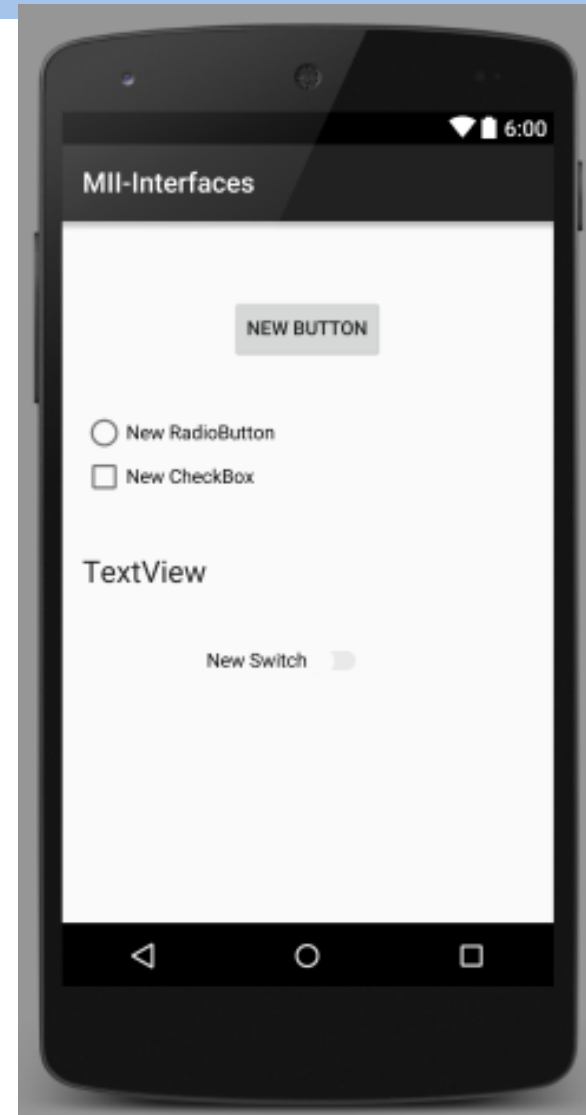 6:00
MII-Interfaces
NEW BUTTON
New RadioButton
New CheckBox
TextView
New Switch